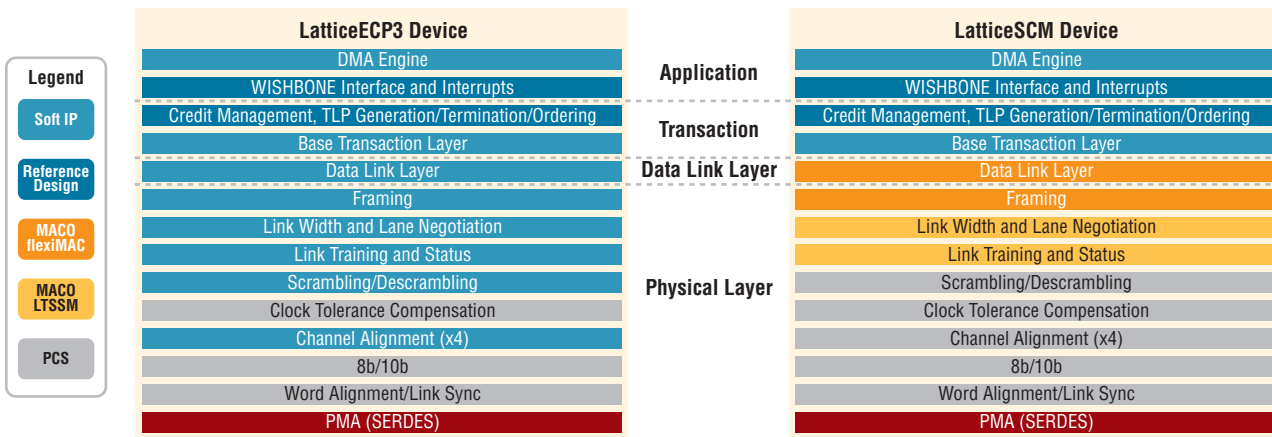 Legend
Soft IP
Reference
Design
MACO
flexiMAC
MACO
LTSSM
PCS
LatticeECP3 Device
DMA Engine
WISHBONE Interface and Interrupts
Credit Management, TLP Generation/Termination/Ordering
Base Transaction Layer
Data Link Layer
Framing
Link Width and Lane Negotiation
Link Training and Status
Scrambling/Descrambling
Clock Tolerance Compensation
Channel Alignment (x4)
8b/10b
Word Alignment/Link Sync
PMA (SERDES)
Application
Transaction
Data Link Layer
Physical Layer
LatticeSCM Device
DMA Engine
WISHBONE Interface and Interrupts
Credit Management, TLP Generation/Termination/Ordering
Base Transaction Layer
Data Link Layer
Framing
Link Width and Lane Negotiation
Link Training and Status
Scrambling/Descrambling
Clock Tolerance Compensation
Channel Alignment (x4)
8b/10b
Word Alignment/Link Sync
PMA (SERDES)